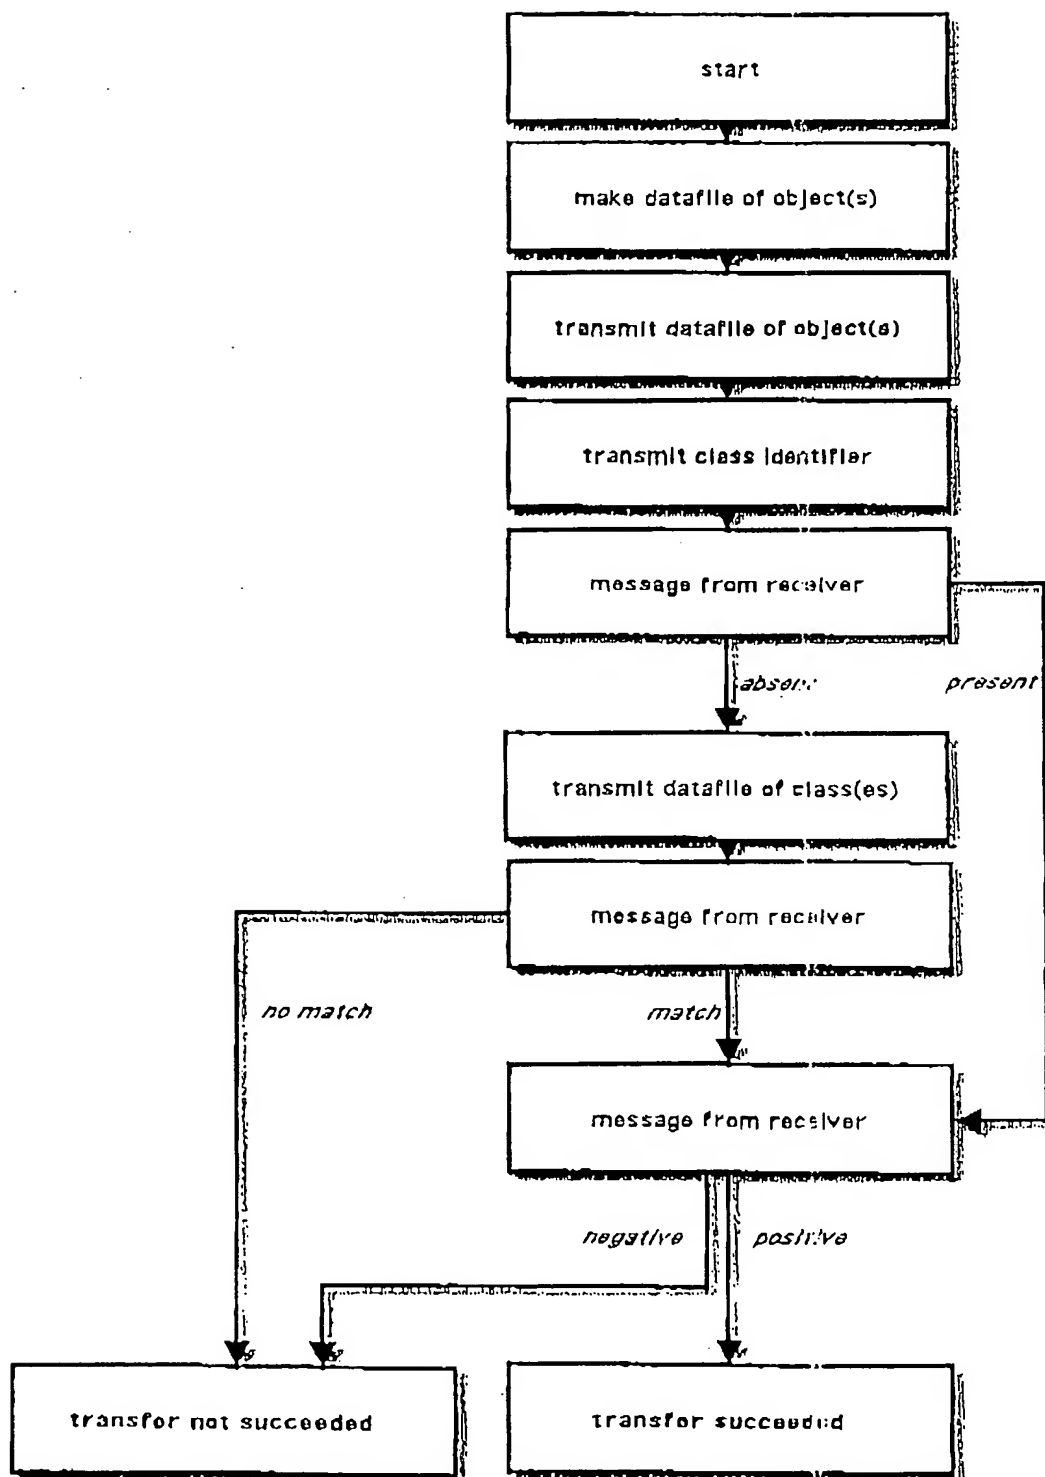 start
make datafile of object(s)
transmit datafile of object(s)
transmit class identifier
message from receiver
absent
present
transmit datafile of class(es)
message from receiver
no match
match
message from receiver
negative
positive
transfer not succeeded
transfer succeeded